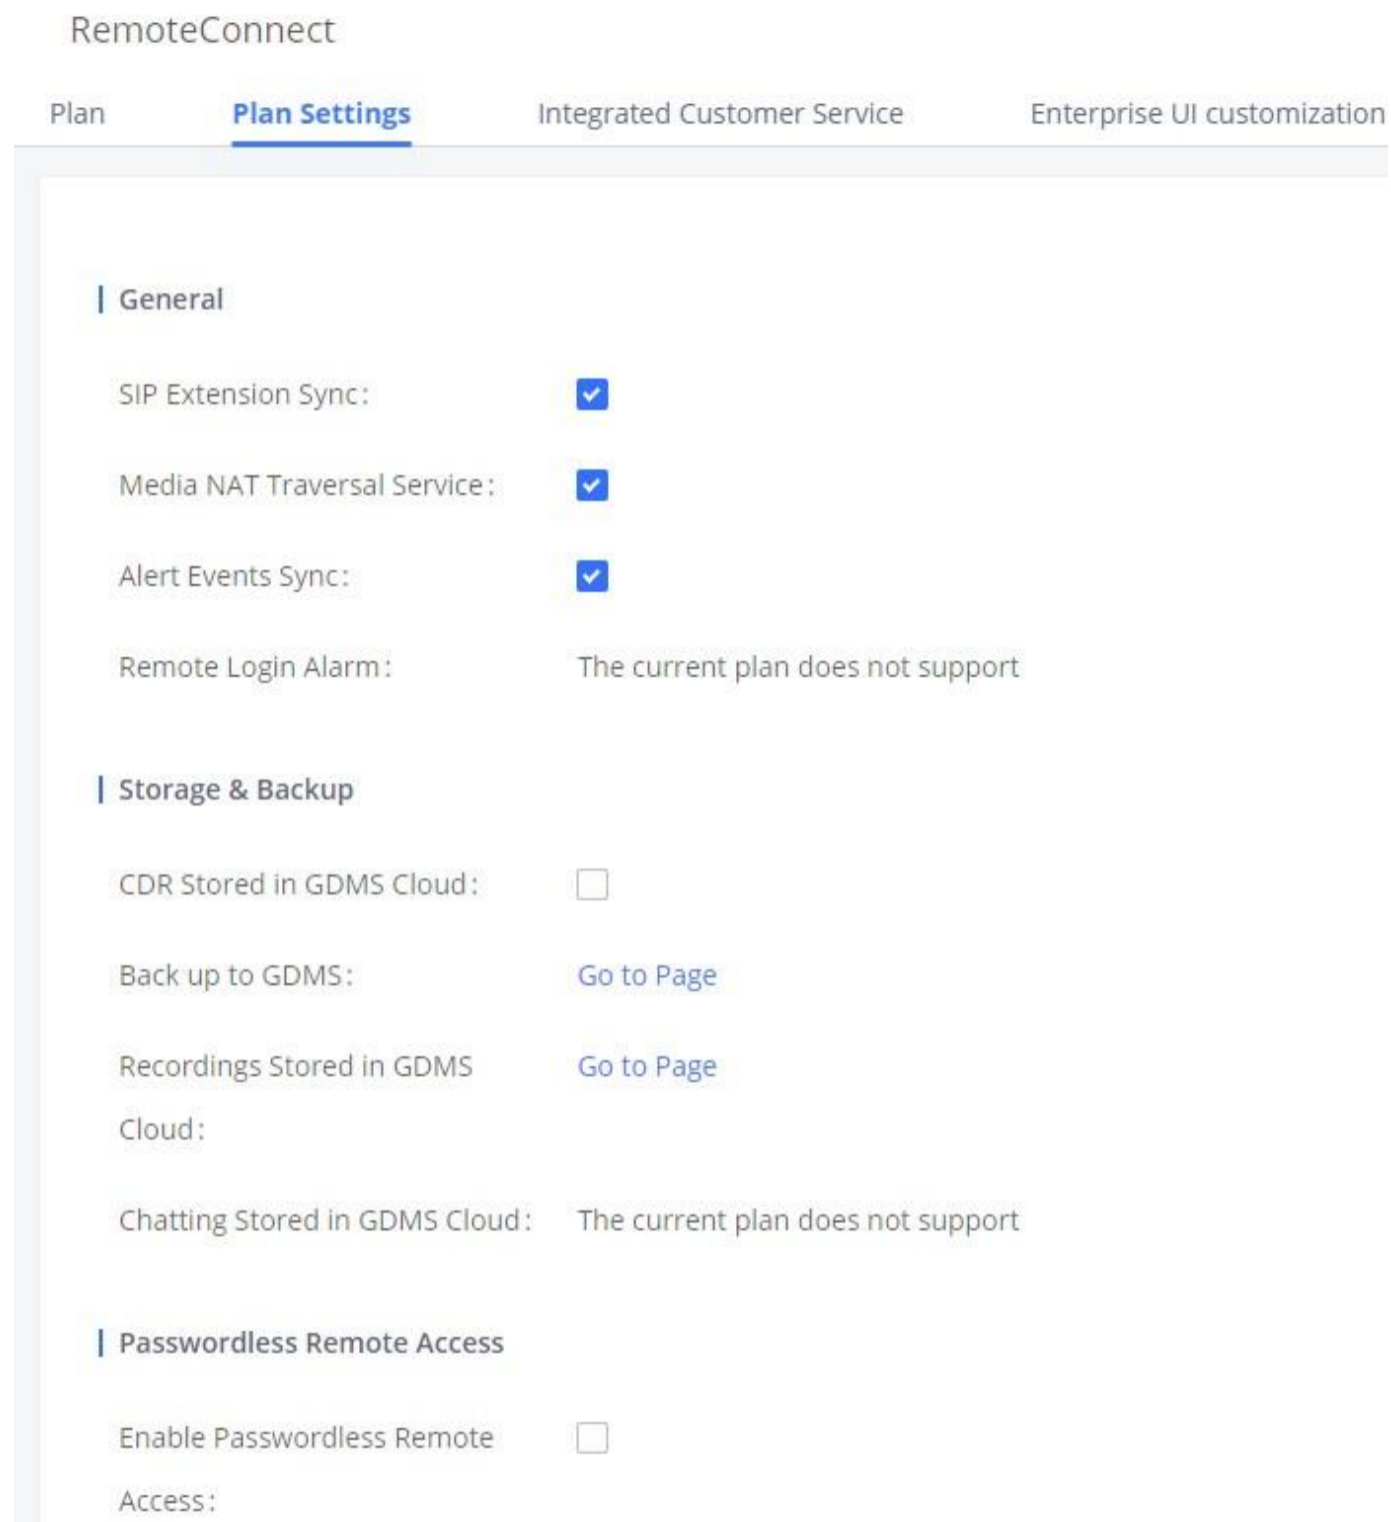 RemoteConnect
Plan
Plan Settings
Integrated Customer Service
Enterprise UI customization
General
SIP Extension Sync:
Media NAT Traversal Service:
Alert Events Sync:
Remote Login Alarm: The current plan does not support
Storage & Backup
CDR Stored in GDMS Cloud:
Back up to GDMS: Go to Page
Recordings Stored in GDMS Go to Page
Cloud:
Chatting Stored in GDMS Cloud: The current plan does not support
Passwordless Remote Access
Enable Passwordless Remote
Access: